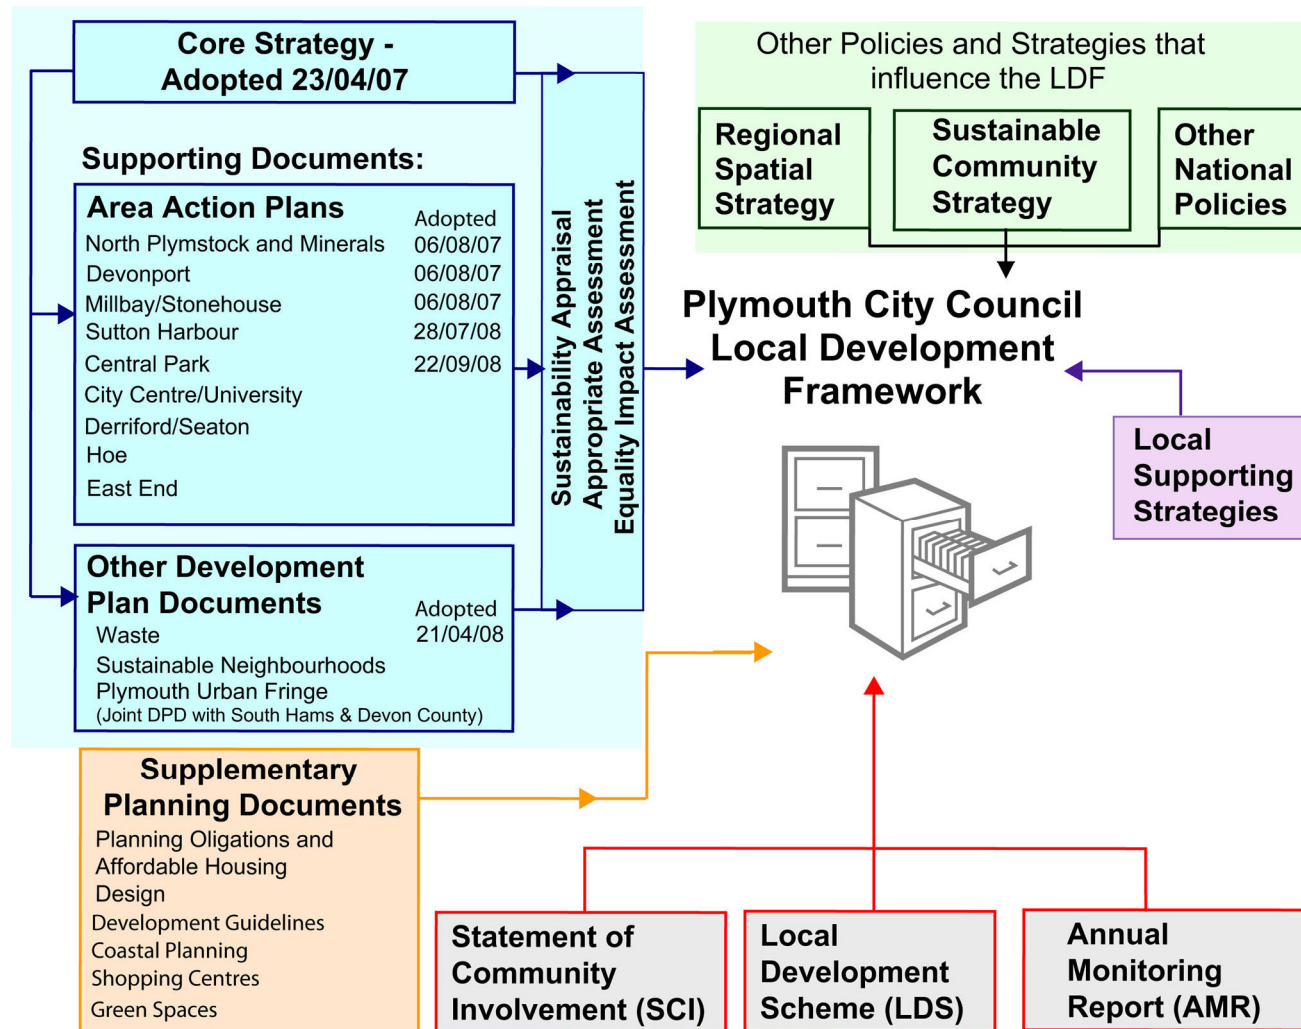 Core Strategy -
Adopted 23/04/07
Supporting Documents:
Area Action Plans
Adopted
North Plymstock and Minerals 06/08/07
Devonport 06/08/07
Millbay/Stonehouse 06/08/07
Sutton Harbour 28/07/08
Central Park 22/09/08
City Centre/University
Derriford/Seaton
Hoe
East End
Other Development
Plan Documents
Adopted
Waste 21/04/08
Sustainable Neighbourhoods
Plymouth Urban Fringe
(Joint DPD with South Hams & Devon County)
Sustainability Appraisal
Appropriate Assessment
Equality Impact Assessment
Supplementary
Planning Documents
Planning Oligations and
Affordable Housing
Design
Development Guidelines
Coastal Planning
Shopping Centres
Green Spaces
Other Policies and Strategies that
influence the LDF
Regional
Spatial
Strategy
Sustainable
Community
Strategy
Other
National
Policies
Plymouth City Council
Local Development
Framework
Local
Supporting
Strategies
Statement of
Community
Involvement (SCI)
Local
Development
Scheme (LDS)
Annual
Monitoring
Report (AMR)